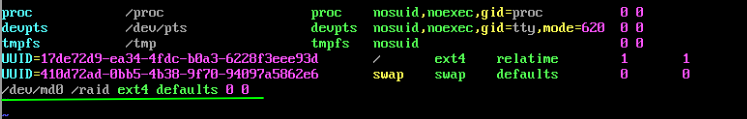 proc /proc proc nosuid,noexec,gid=proc 0 0
devpts /dev/pts devpts nosuid,noexec,gid=tty,mode=620 0 0
tmpfs /tmp tmpfs nosuid 0 0
UUID=17de72d9-ea34-4fdc-b0a3-6228f3eee93d / ext4 relatime 1 1
UUID=410d72ad-0bb5-4b38-9f70-94097a5862e6 swap swap defaults 0 0
/dev/md0 /raid ext4 defaults 0 0
~